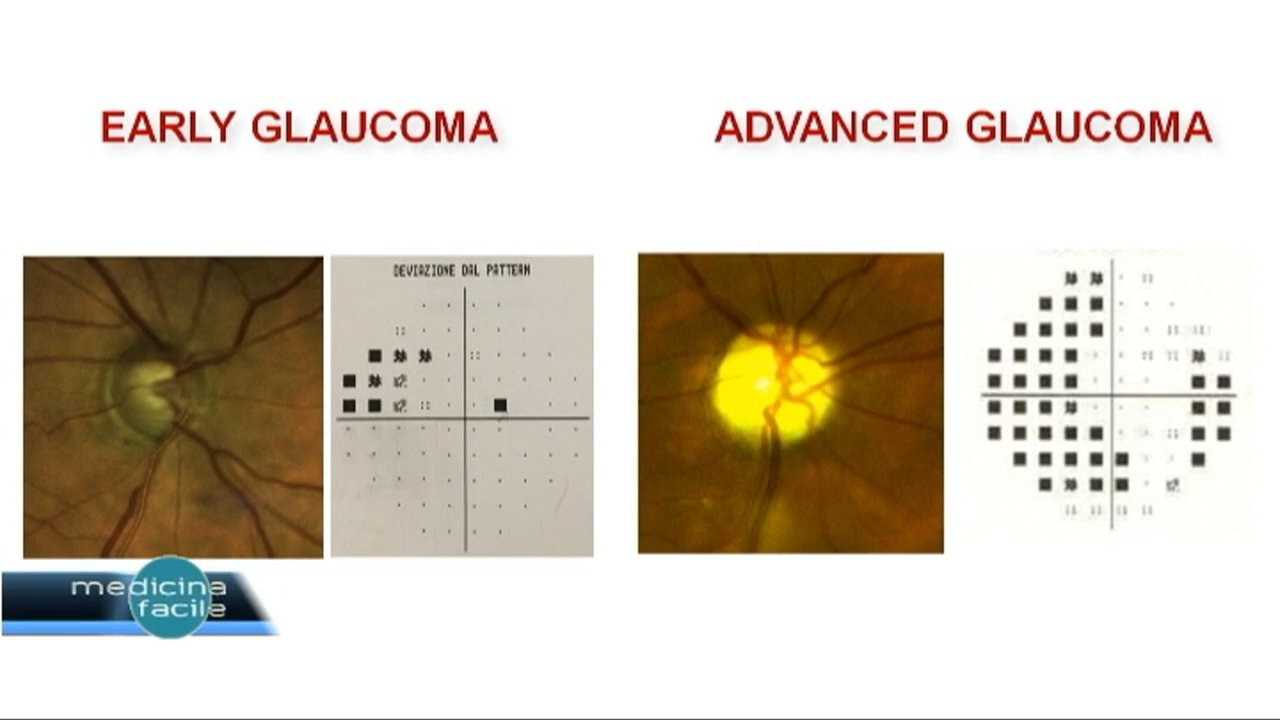 EARLY GLAUCOMA
ADVANCED GLAUCOMA
DEVIAZIONE DAL PATTERN
medicina
facile